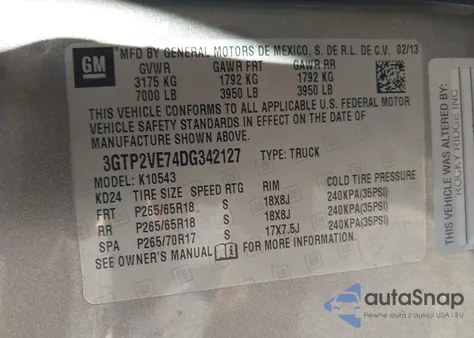 GM
MFD BY GENERAL MOTORS DE MEXICO, S. DE R.L. DE C.V. 02/13
GVWR GAWR FRT GAWR RR
3175 KG 1792 KG 1792 KG
7000 LB 3950 LB 3950 LB
THIS VEHICLE CONFORMS TO ALL APPLICABLE U.S. FEDERAL MOTOR
VEHICLE SAFETY STANDARDS IN EFFECT ON THE DATE OF
MANUFACTURE SHOWN ABOVE.
3GTP2VE74DG342127 TYPE: TRUCK
MODEL: K10543
KD24 TIRE SIZE SPEED RTG RIM COLD TIRE PRESSURE
FRT P265/65R18 S 18X8J 240KPA(35PSI)
RR P265/65R18 S 18X8J 240KPA(35PSI)
SPA P265/70R17 S 17X7.5J 240KPA(35PSI)
SEE OWNER'S MANUAL FOR MORE INFORMATION.
THIS VEHICLE WAS ALTERED BY:
ROCKY RIDGE INC
autoSnap
Pewne auto z aukcji USA - EU